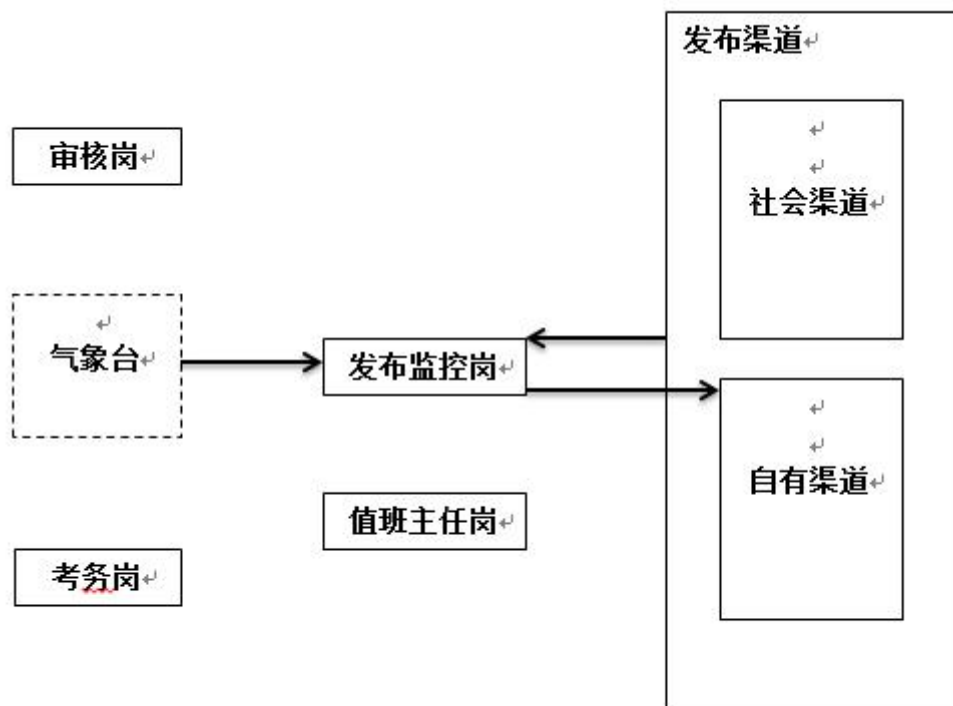 发布渠道
审核岗
社会渠道
气象台
发布监控岗
自有渠道
值班主任岗
考务岗